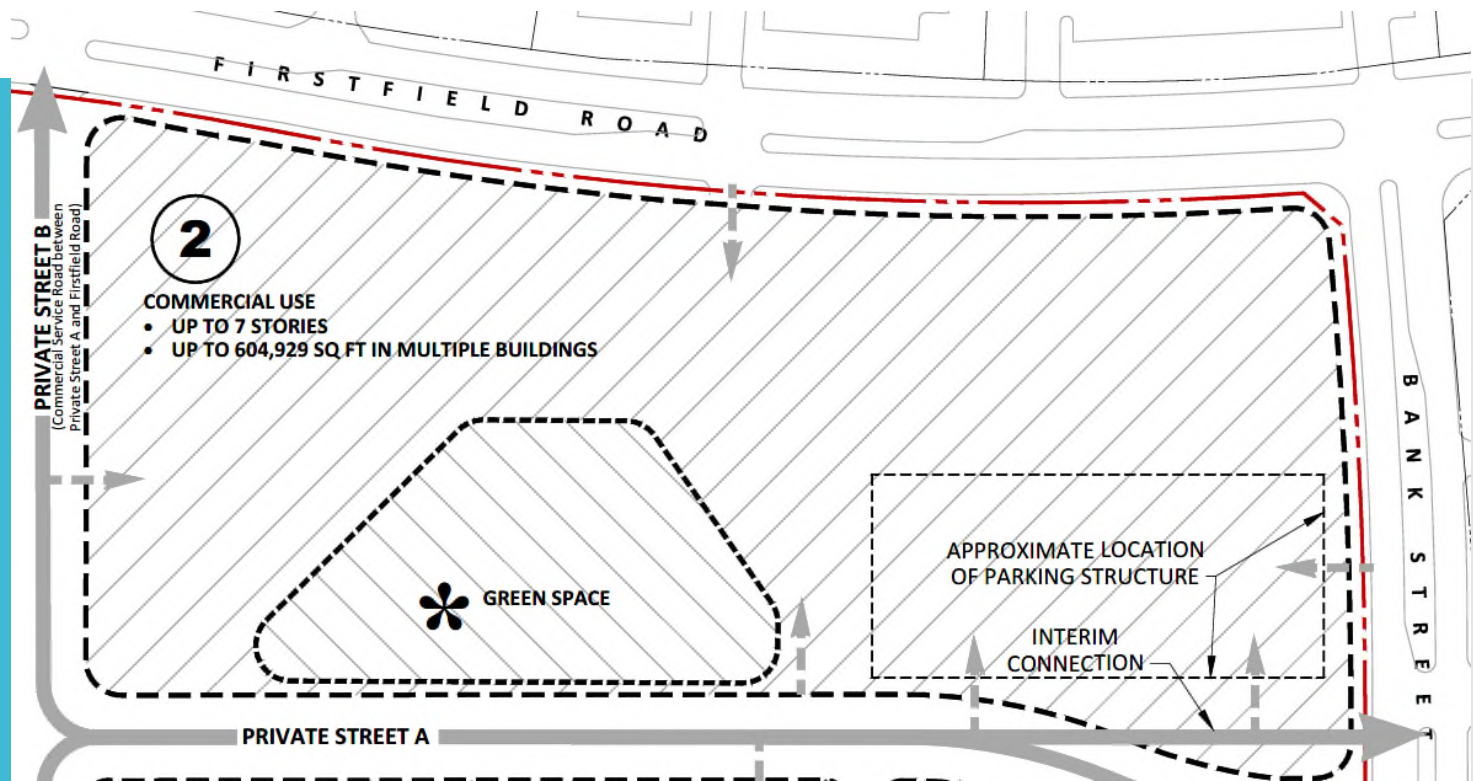 FIRSTFIELD ROAD
2
COMMERCIAL USE
• UP TO 7 STORIES
• UP TO 604,929 SQ FT IN MULTIPLE BUILDINGS
PRIVATE STREET B
(Commercial Service Road between
Private Street A and Firstfield Road)
BANK STREET
APPROXIMATE LOCATION
OF PARKING STRUCTURE
* GREEN SPACE
INTERIM
CONNECTION
PRIVATE STREET A